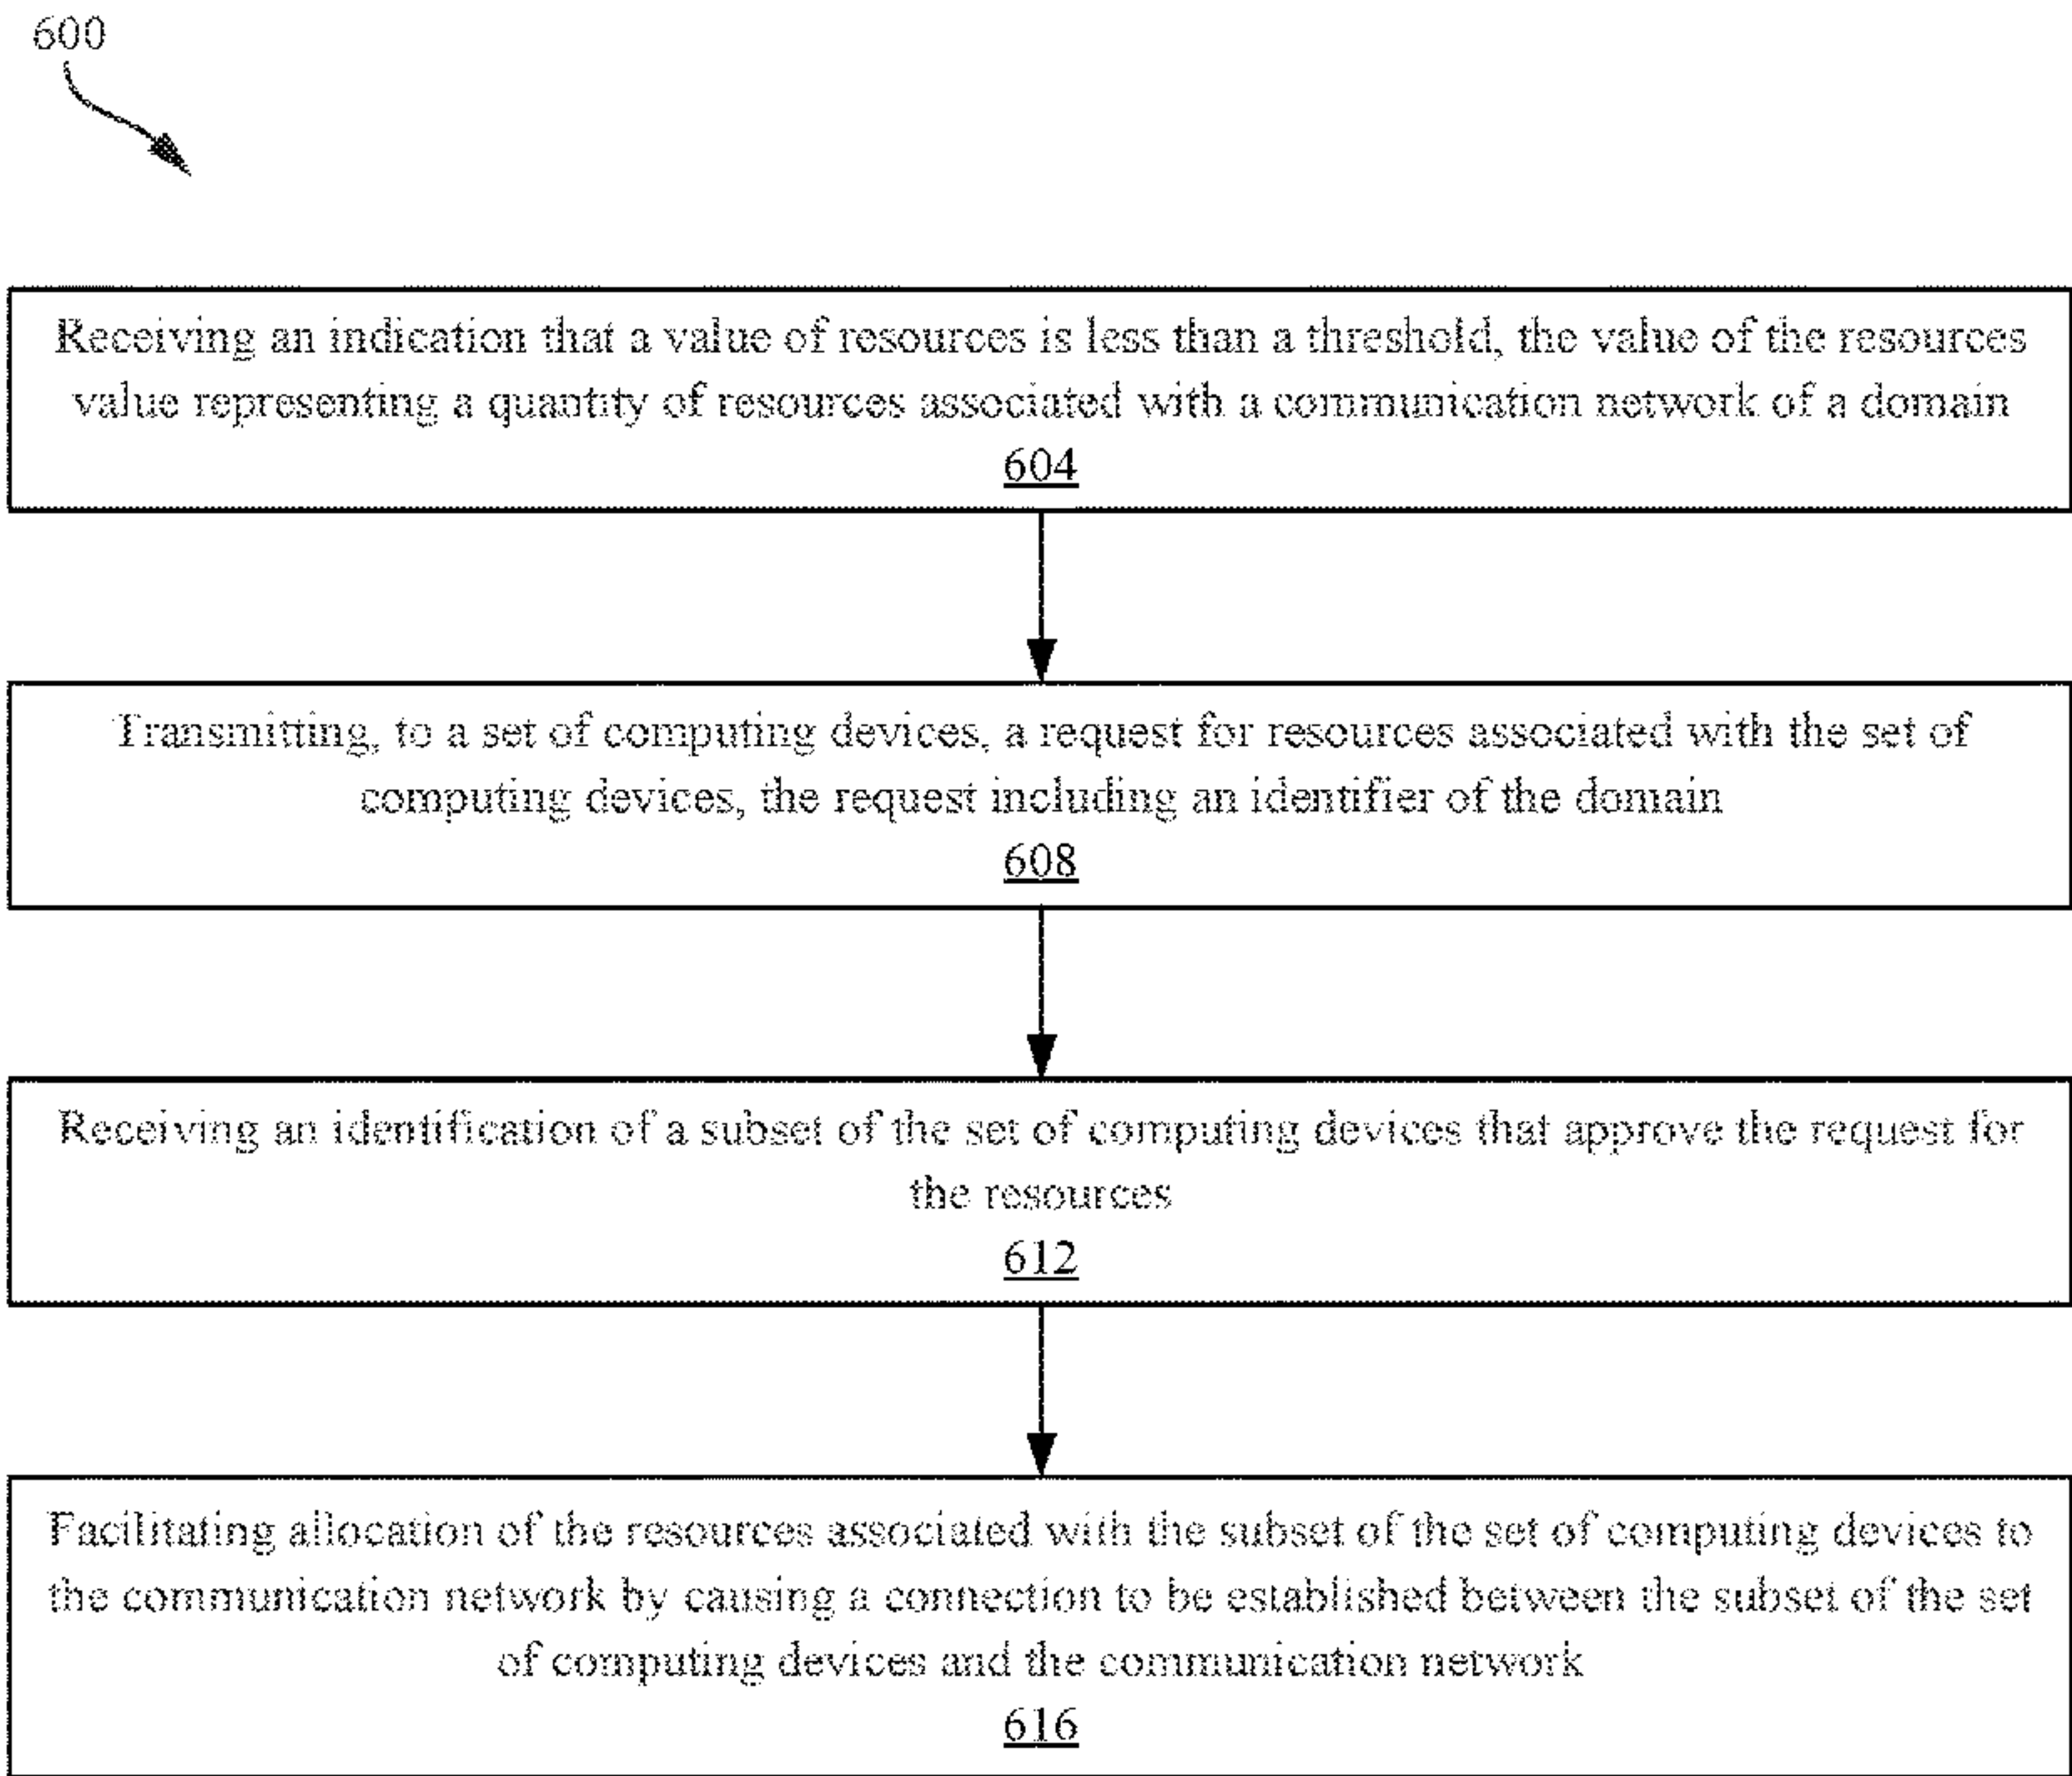 600
Receiving an indication that a value of resources is less than a threshold, the value of the resources
value representing a quantity of resources associated with a communication network of a domain
604
Transmitting, to a set of computing devices, a request for resources associated with the set of
computing devices, the request including an identifier of the domain
608
Receiving an identification of a subset of the set of computing devices that approve the request for
the resources
612
Facilitating allocation of the resources associated with the subset of the set of computing devices to
the communication network by causing a connection to be established between the subset of the set
of computing devices and the communication network
616